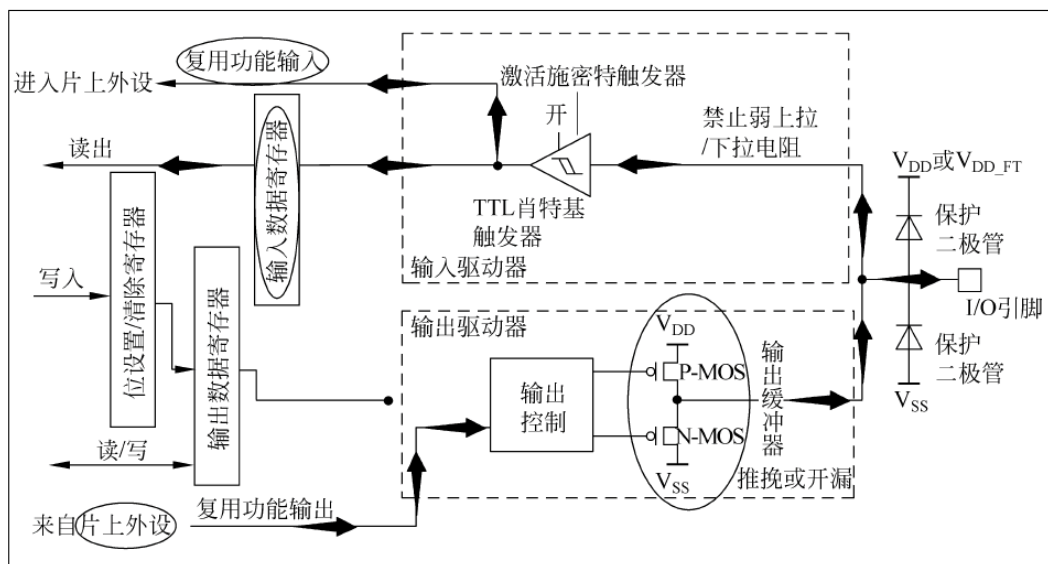 复用功能输入
进入片上外设
激活施密特触发器
开
禁止弱上拉
/下拉电阻
读出
输入数据寄存器
TTL肖特基
触发器
输入驱动器
V_DD或V_DD_FT
保护
二极管
I/O引脚
保护
二极管
V_SS
写入
位设置/清除寄存器
输出数据寄存器
读/写
输出驱动器
V_DD
P-MOS
输出
控制
N-MOS
V_SS
输出缓冲器
推挽或开漏
来自片上外设
复用功能输出